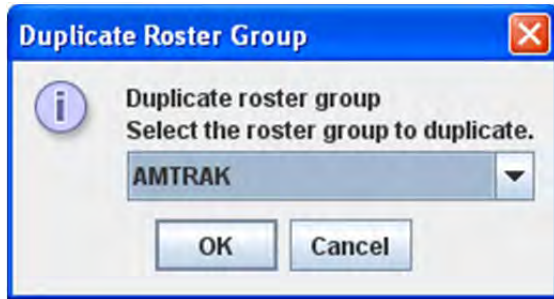 Duplicate Roster Group
Duplicate roster group
Select the roster group to duplicate.
AMTRAK
OK Cancel